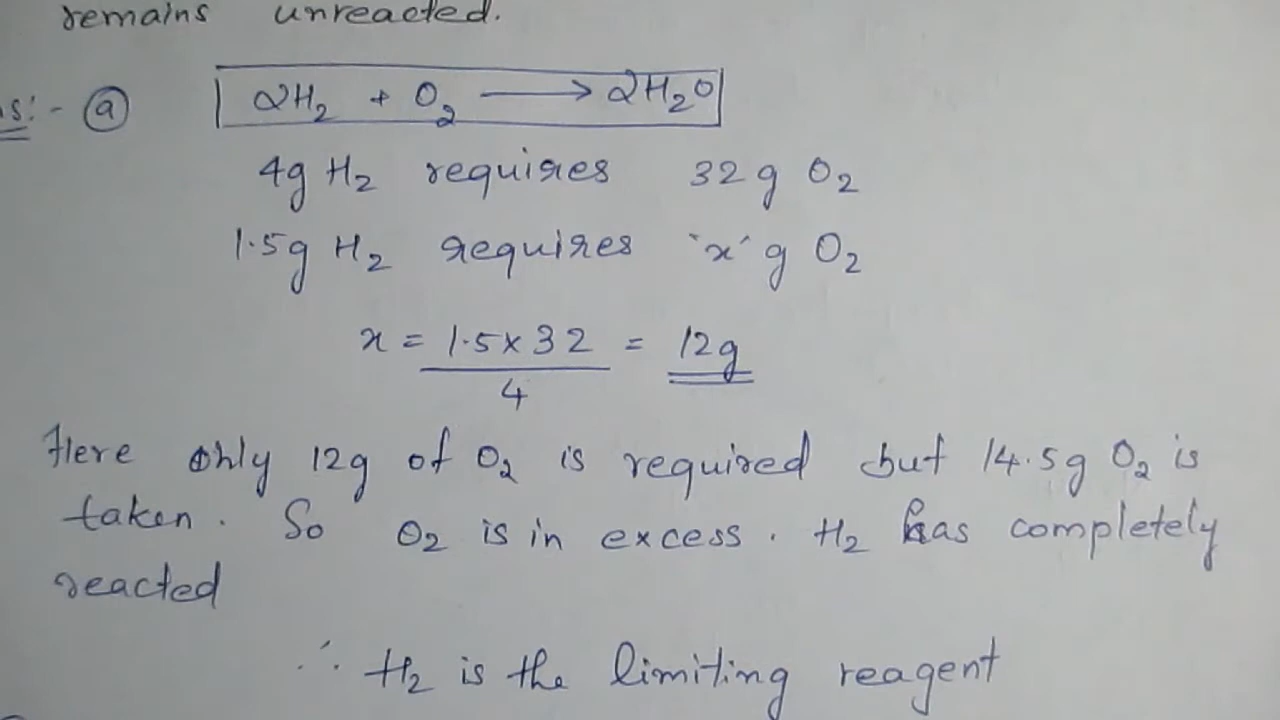 remains unreacted.
s:- ⓐ 2H₂ + O₂ ⟶ 2H₂O
4g H₂ requires 32g O₂
1.5g H₂ requires 'x' g O₂
x = 1.5 x 32 = 12g
4
Here only 12g of O₂ is required but 14.5g O₂ is
taken. So O₂ is in excess. H₂ has completely
reacted
∴ H₂ is the limiting reagent